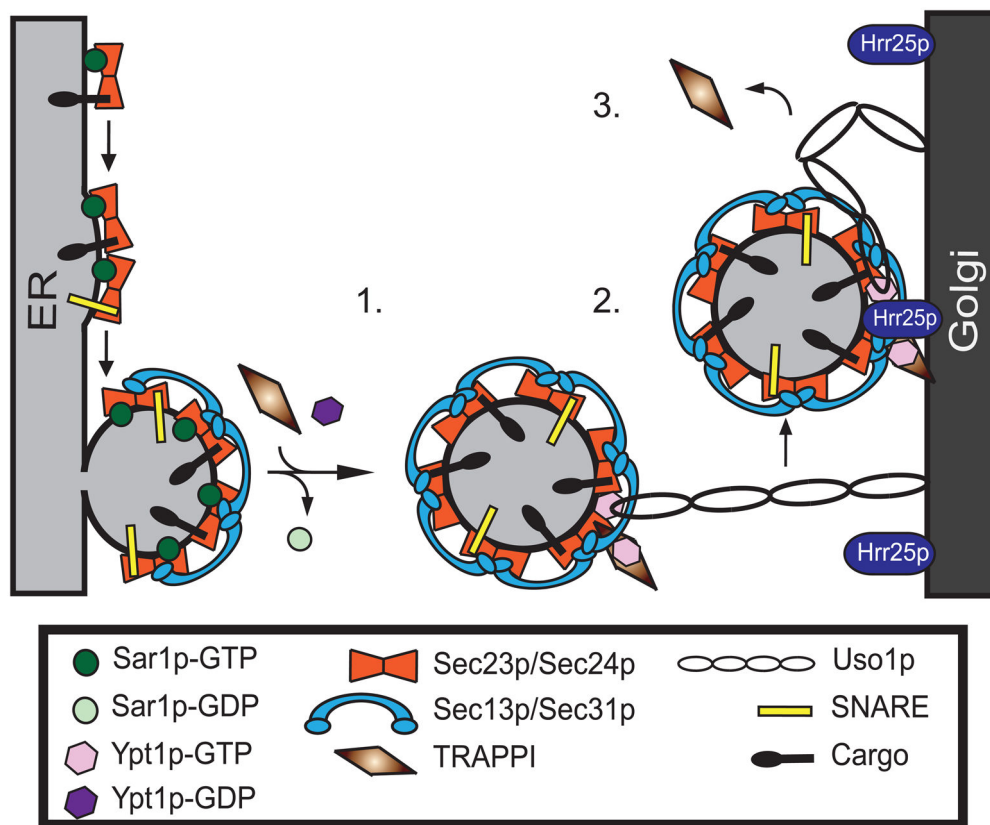 Hrr25p
3.
ER
1.
2.
Hrr25p
Golgi
Hrr25p
Sar1p-GTP
Sar1p-GDP
Ypt1p-GTP
Ypt1p-GDP
Sec23p/Sec24p
Sec13p/Sec31p
TRAPPI
Uso1p
SNARE
Cargo